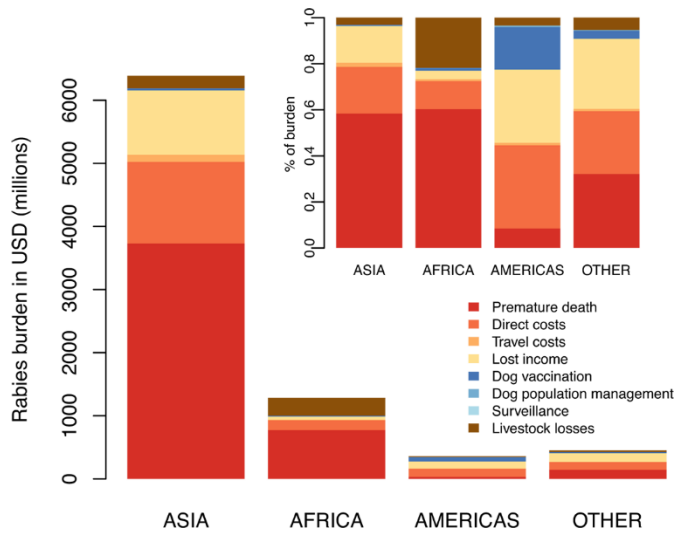 Rabies burden in USD (millions)
6000
5000
4000
3000
2000
1000
0
ASIA
AFRICA
AMERICAS
OTHER
% of burden
1.0
0.8
0.6
0.4
0.2
0.0
ASIA
AFRICA
AMERICAS
OTHER
Premature death
Direct costs
Travel costs
Lost income
Dog vaccination
Dog population management
Surveillance
Livestock losses